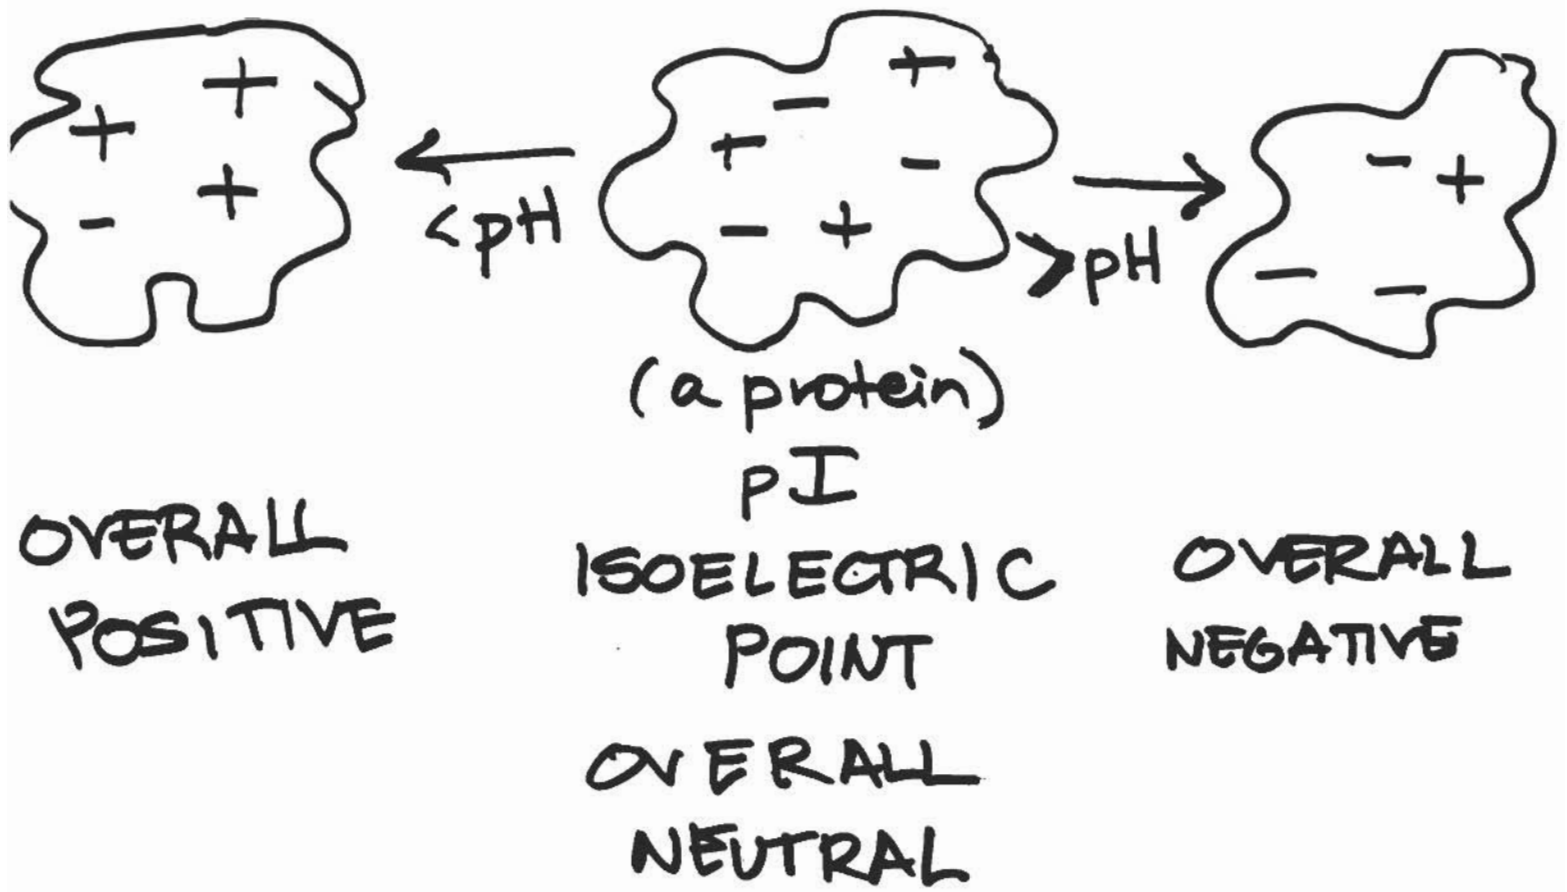 <pH
>pH
(a protein)
pI
ISOELECTRIC
POINT
OVERALL
NEUTRAL
OVERALL
POSITIVE
OVERALL
NEGATIVE